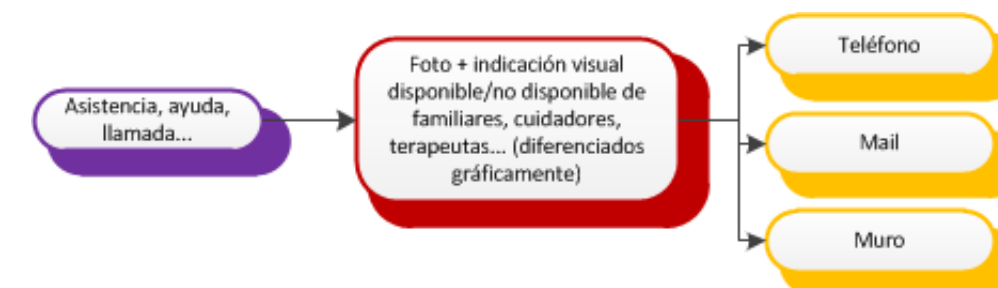 Asistencia, ayuda,
llamada...
Foto + indicación visual
disponible/no disponible de
familiares, cuidadores,
terapeutas... (diferenciados
gráficamente)
Teléfono
Mail
Muro